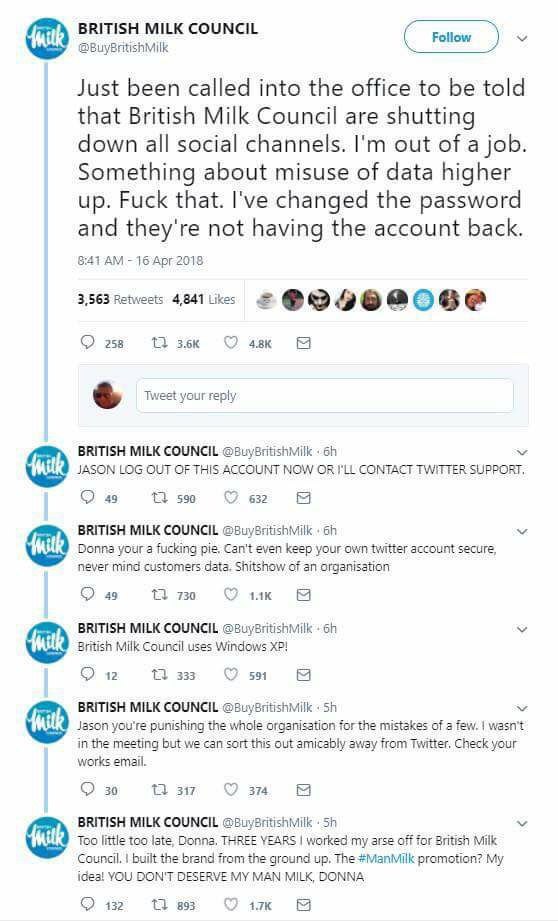 BRITISH MILK COUNCIL
@BuyBritishMilk
Follow
Just been called into the office to be told
that British Milk Council are shutting
down all social channels. I'm out of a job.
Something about misuse of data higher
up. Fuck that. I've changed the password
and they're not having the account back.
8:41 AM - 16 Apr 2018
3,563 Retweets 4,841 Likes
258 3.6K 4.8K
Tweet your reply
BRITISH MILK COUNCIL @BuyBritishMilk · 6h
JASON LOG OUT OF THIS ACCOUNT NOW OR I'LL CONTACT TWITTER SUPPORT.
49 590 632
BRITISH MILK COUNCIL @BuyBritishMilk · 6h
Donna your a fucking pie. Can't even keep your own twitter account secure,
never mind customers data. Shitshow of an organisation
49 730 1.1K
BRITISH MILK COUNCIL @BuyBritishMilk · 6h
British Milk Council uses Windows XP!
12 333 591
BRITISH MILK COUNCIL @BuyBritishMilk · 5h
Jason you're punishing the whole organisation for the mistakes of a few. I wasn't
in the meeting but we can sort this out amicably away from Twitter. Check your
works email.
30 317 374
BRITISH MILK COUNCIL @BuyBritishMilk · 5h
Too little too late, Donna. THREE YEARS I worked my arse off for British Milk
Council. I built the brand from the ground up. The #ManMilk promotion? My
idea! YOU DON'T DESERVE MY MAN MILK, DONNA
132 893 1.7K